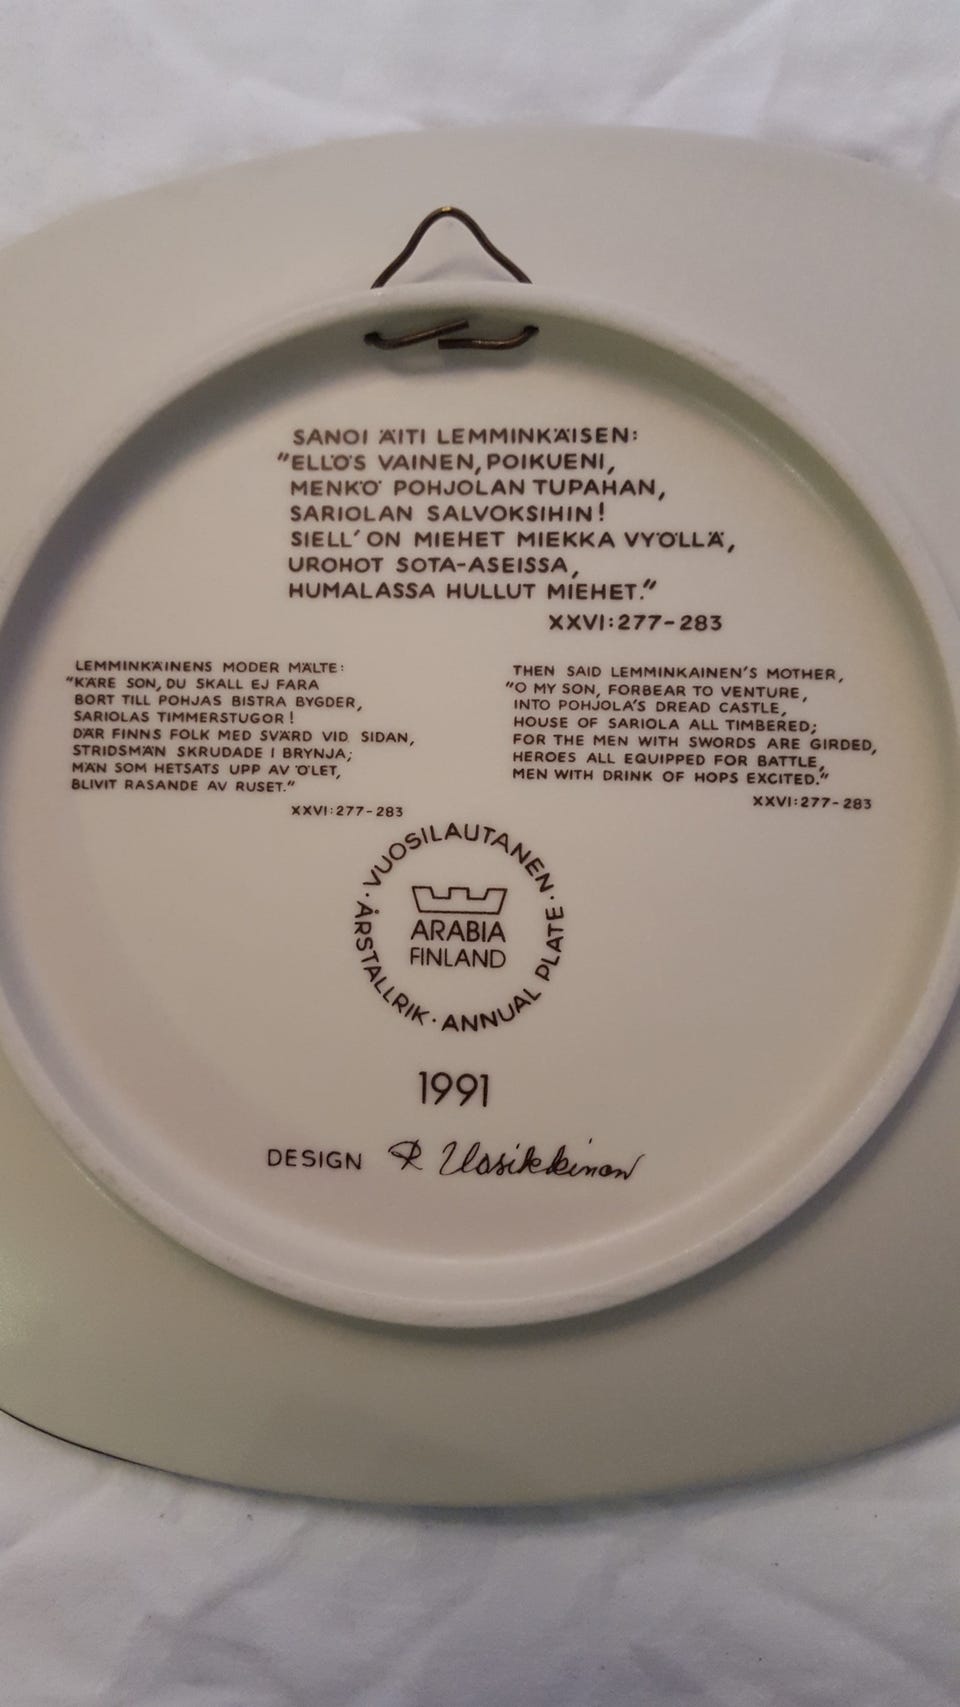 SANOI ÄITI LEMMINKÄISEN:
"ELLÖS VAINEN, POIKUENI,
MENKÖ POHJOLAN TUPAHAN,
SARIOLAN SALVOKSIHIN!
SIELL' ON MIEHET MIEKKA VYÖLLÄ,
UROHOT SOTA-ASEISSA,
HUMALASSA HULLUT MIEHET."
XXVI:277-283
LEMMINKÄINENS MODER MÄLTE:
"KÄRE SON, DU SKALL EJ FARA
BORT TILL POHJAS BISTRA BYGDER,
SARIOLAS TIMMERSTUGOR!
DÄR FINNS FOLK MED SVÄRD VID SIDAN,
STRIDSMÄN SKRUDADE I BRYNJA;
MÄN SOM HETSATS UPP AV ÖLET,
BLIVIT RASANDE AV RUSET."
XXVI:277-283
THEN SAID LEMMINKAINEN'S MOTHER,
"O MY SON, FORBEAR TO VENTURE,
INTO POHJOLA'S DREAD CASTLE,
HOUSE OF SARIOLA ALL TIMBERED;
FOR THE MEN WITH SWORDS ARE GIRDED,
HEROES ALL EQUIPPED FOR BATTLE,
MEN WITH DRINK OF HOPS EXCITED."
XXVI:277-283
·VUOSILAUTANEN·
ARABIA
FINLAND
ÅRSTALLRIK·ANNUAL PLATE
1991
DESIGN R Uosikkinen